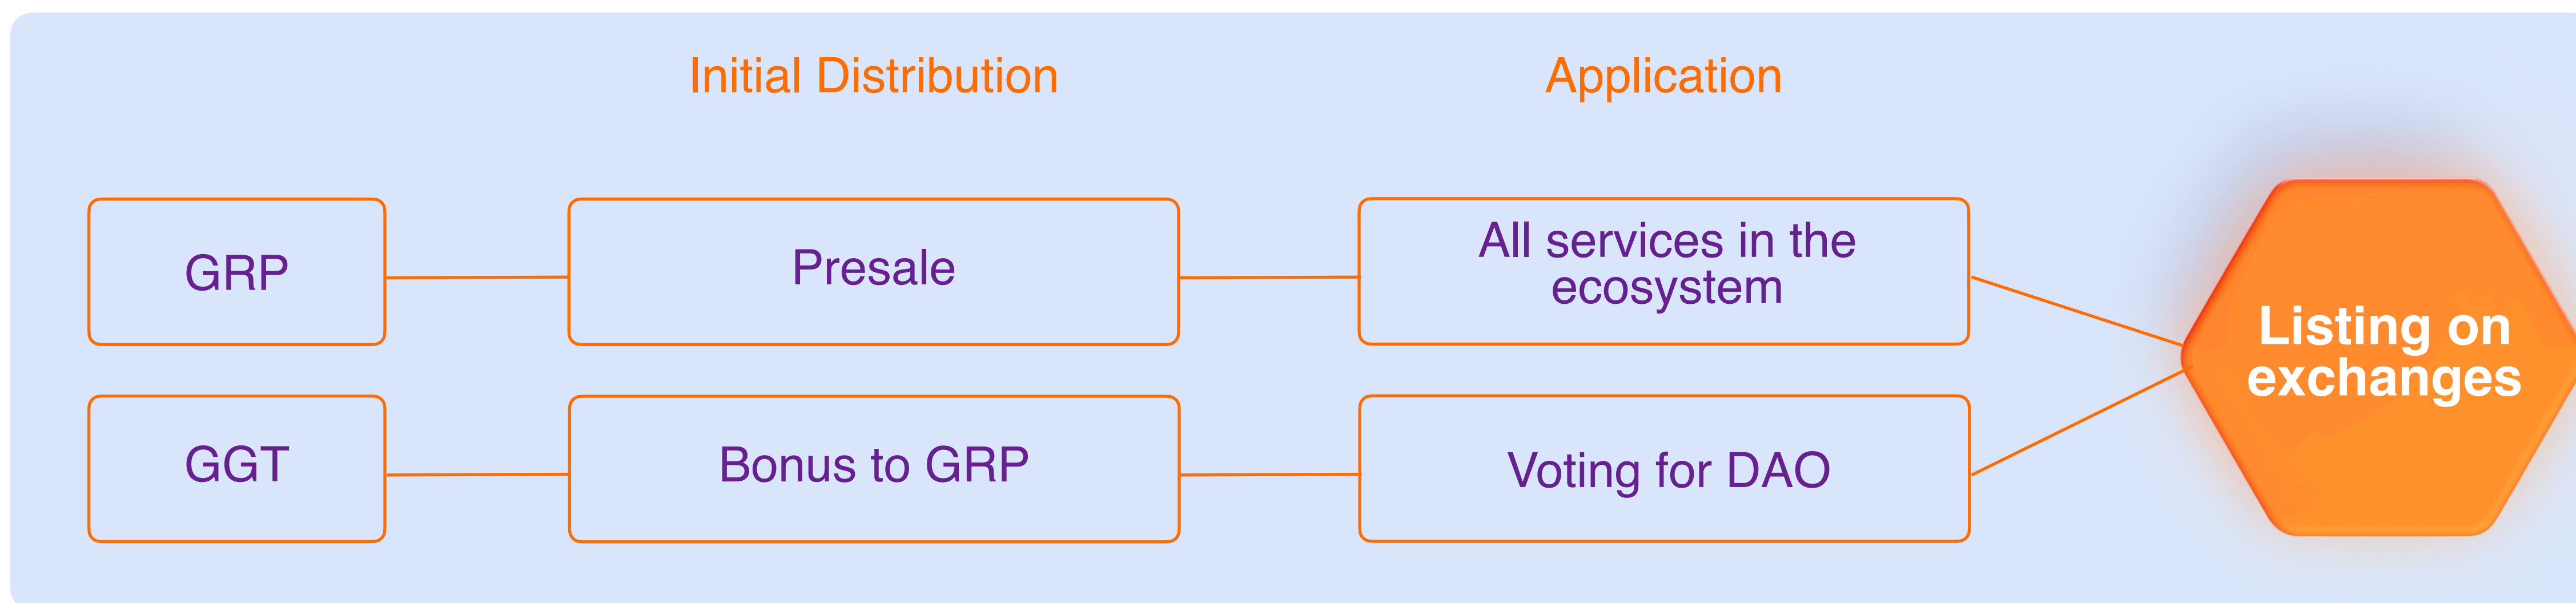 Initial Distribution
Application
GRP
Presale
All services in the
ecosystem
GGT
Bonus to GRP
Voting for DAO
Listing on
exchanges